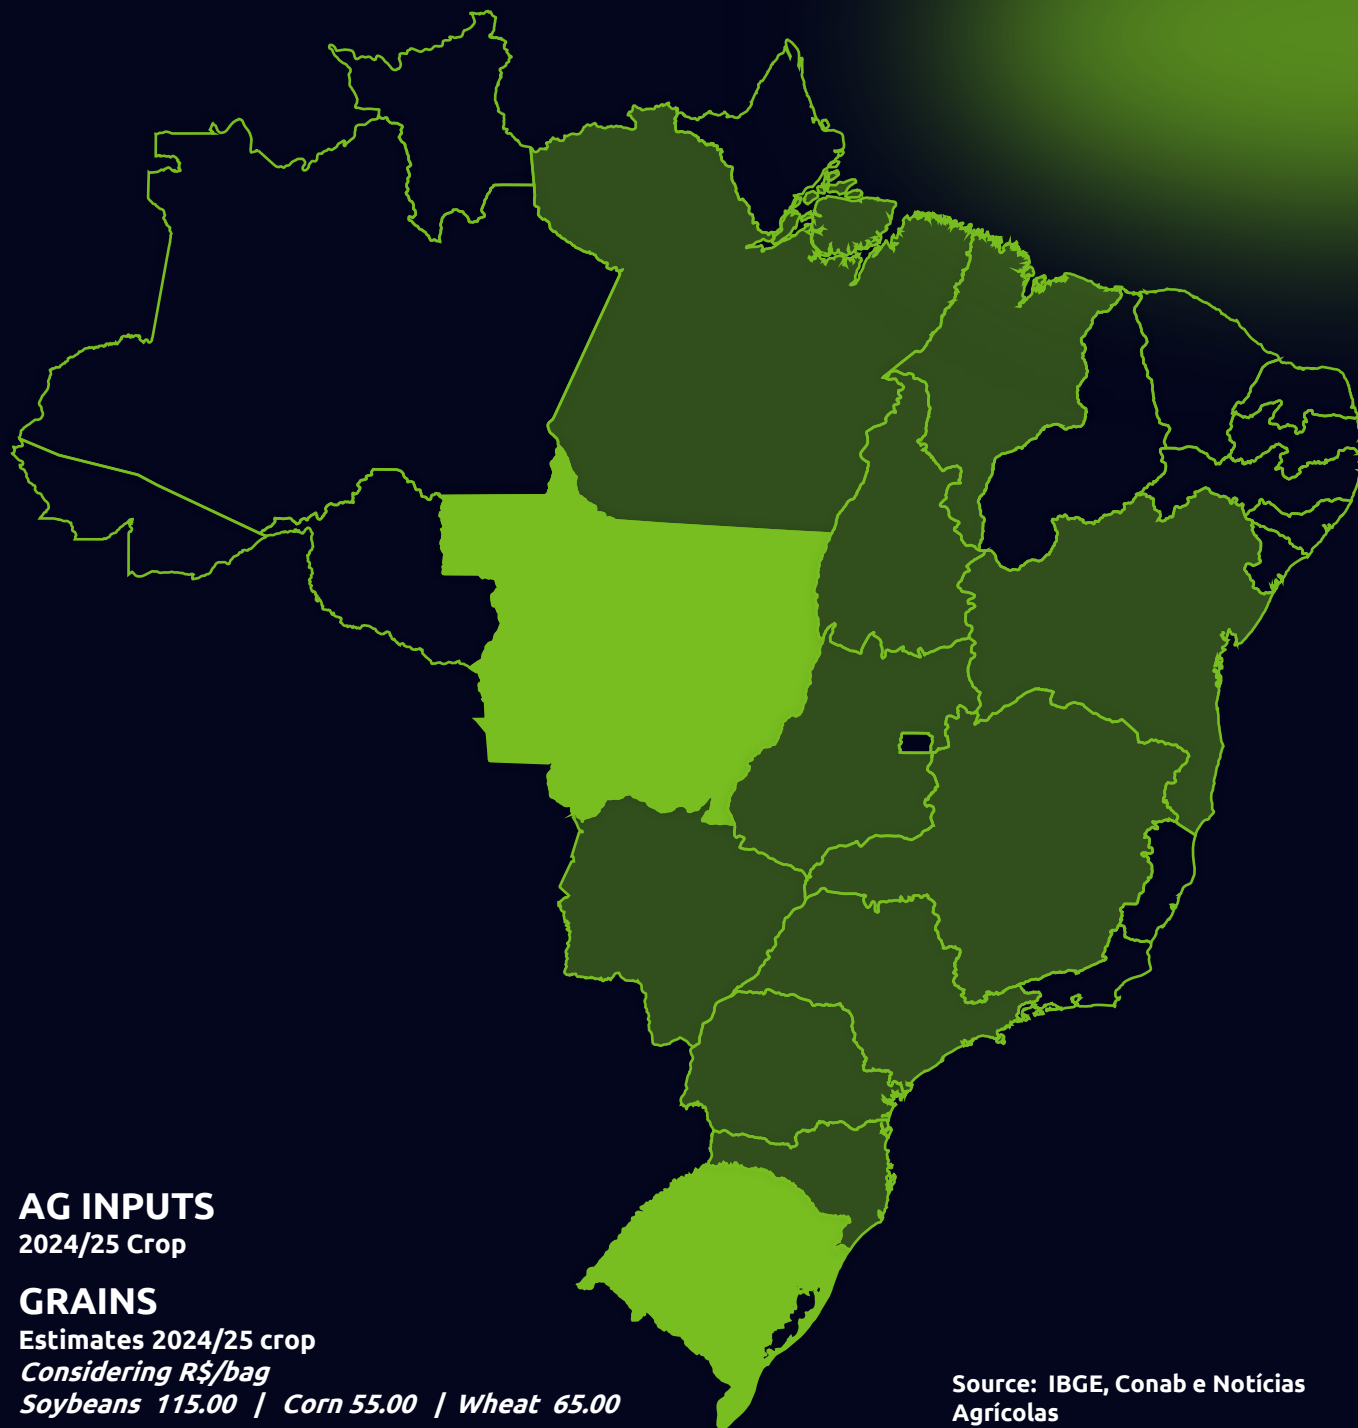 AG INPUTS
2024/25 Crop
GRAINS
Estimates 2024/25 crop
Considering R$/bag
Soybeans 115.00 | Corn 55.00 | Wheat 65.00
Source: IBGE, Conab e Notícias
Agrícolas